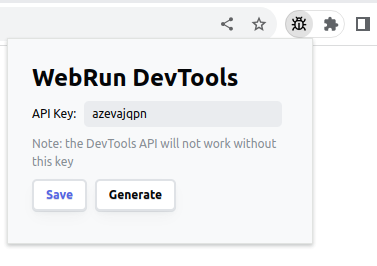 WebRun DevTools
API Key: azevajqpn
Note: the DevTools API will not work without
this key
Save Generate